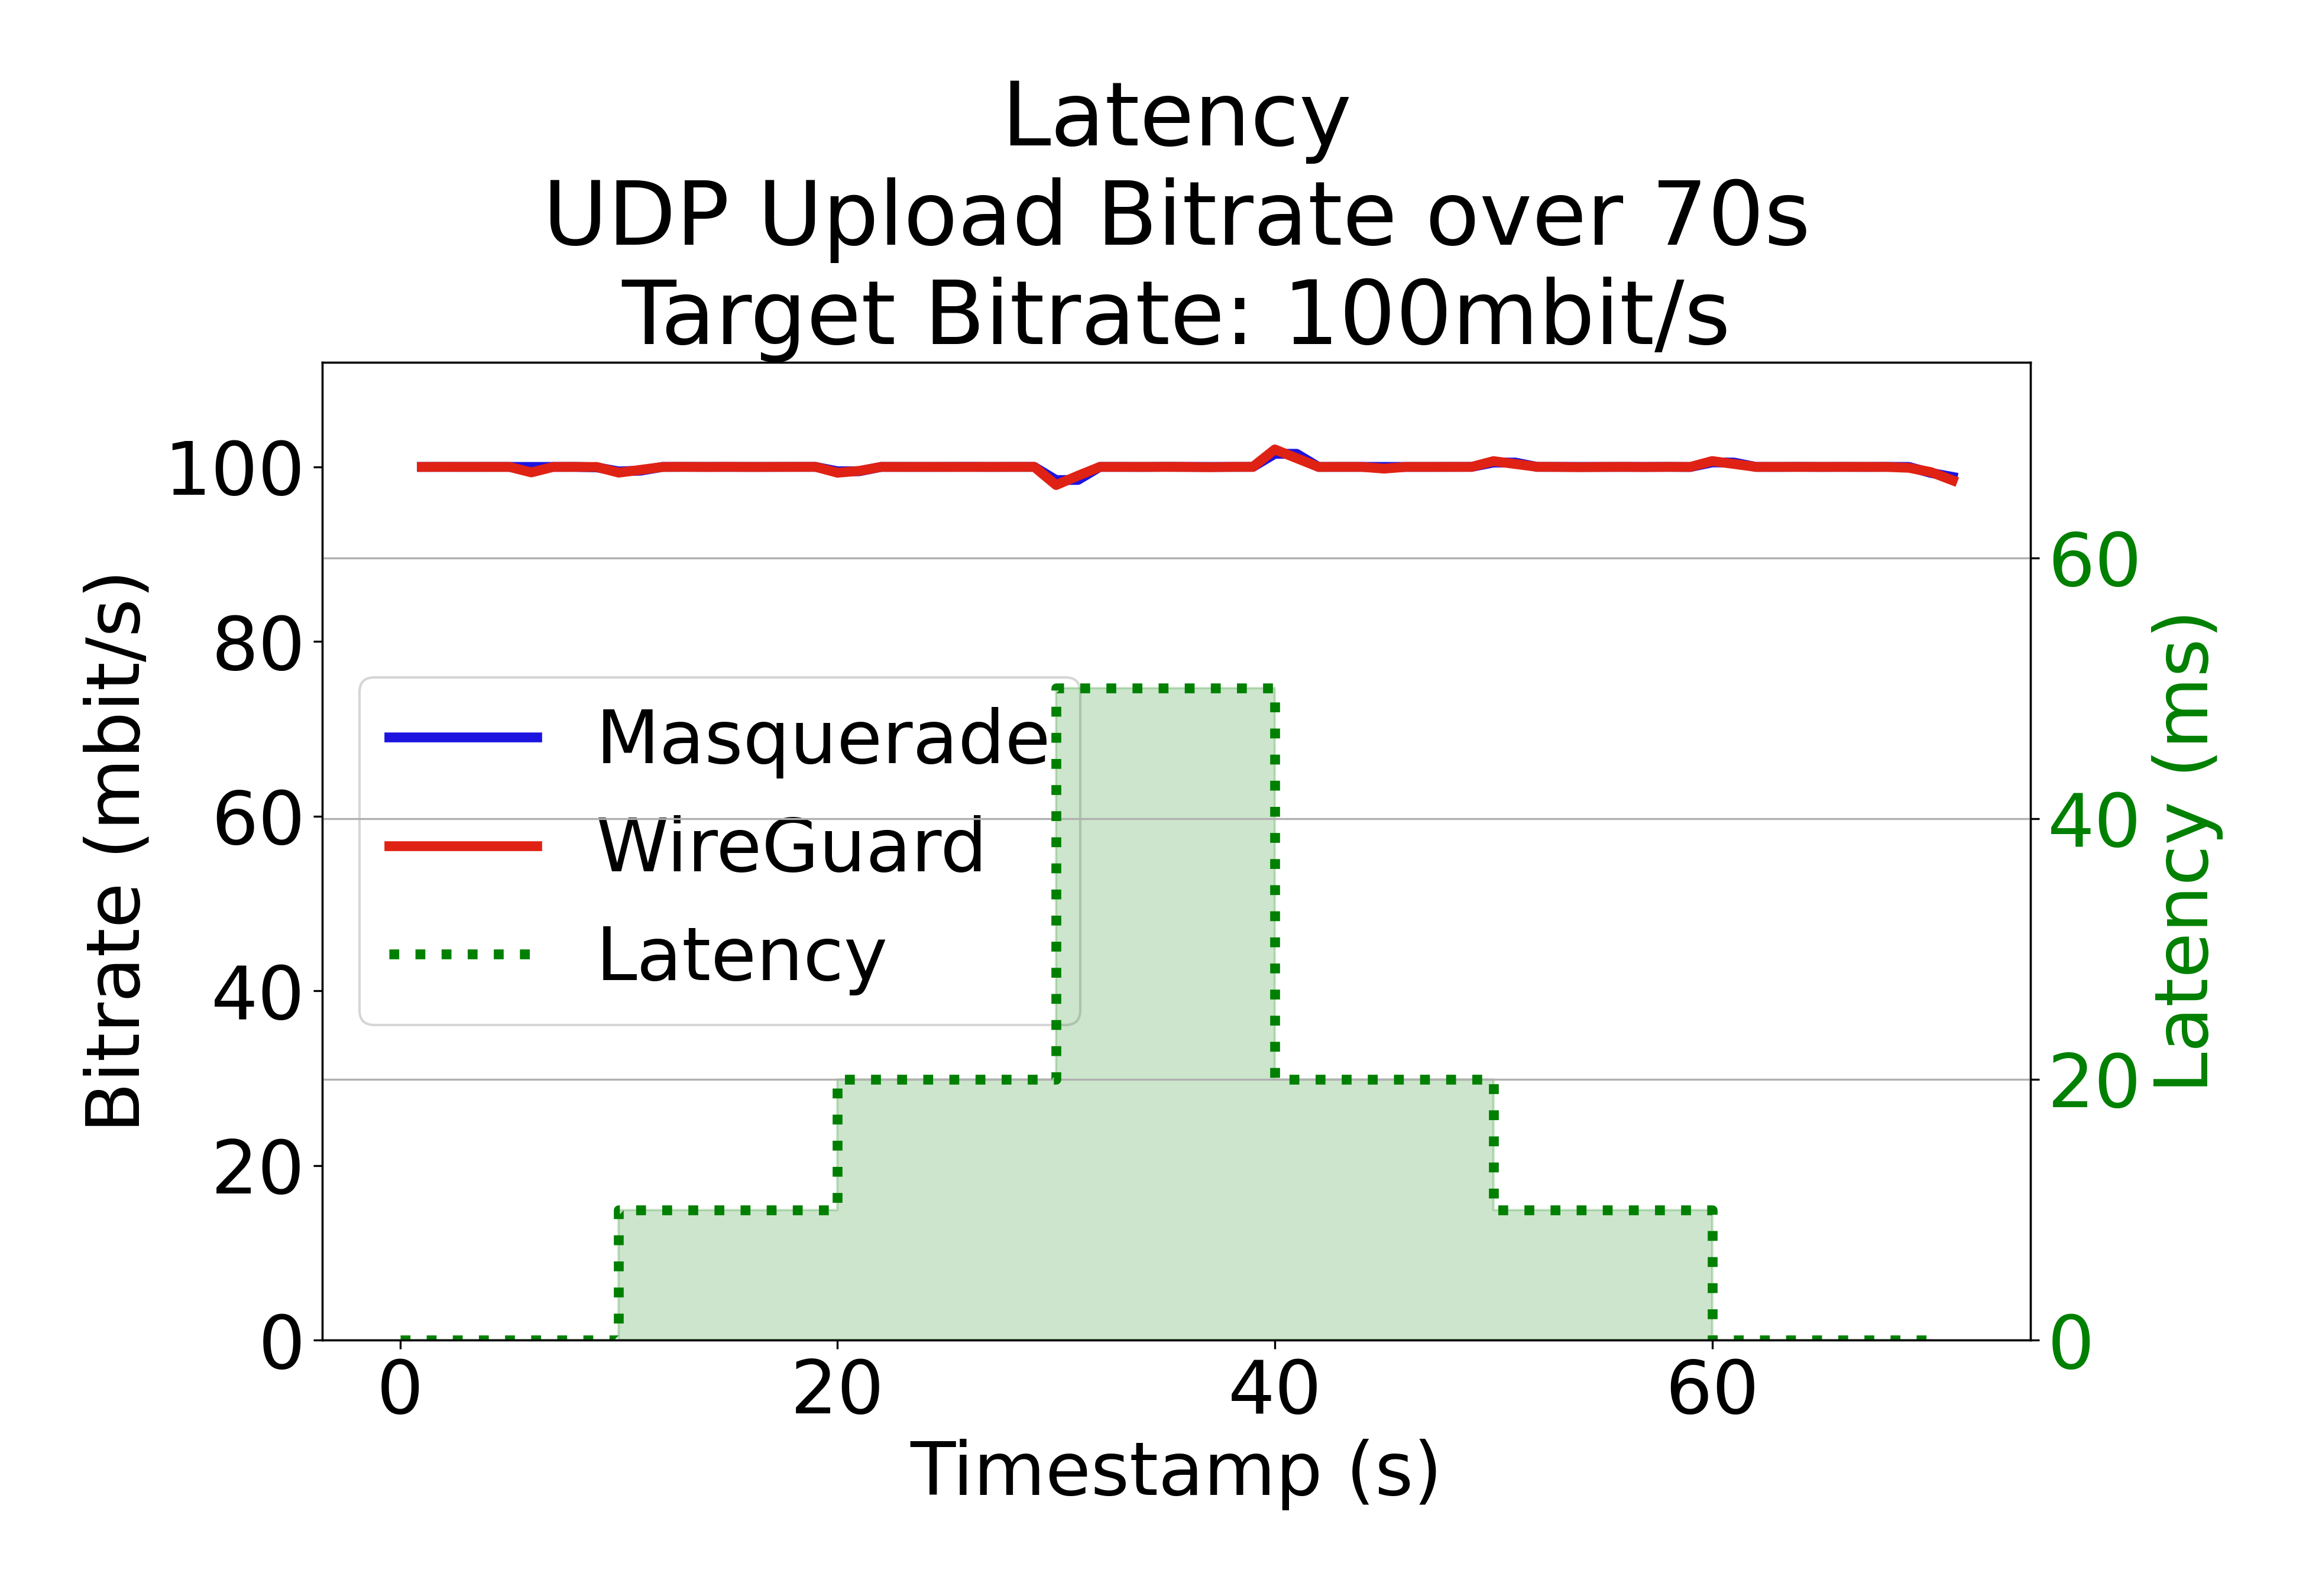 Latency
UDP Upload Bitrate over 70s
Target Bitrate: 100mbit/s
Bitrate (mbit/s)
100
80
60
40
20
0
Masquerade
WireGuard
Latency
60
40
20
0
Latency (ms)
0
20
40
60
Timestamp (s)